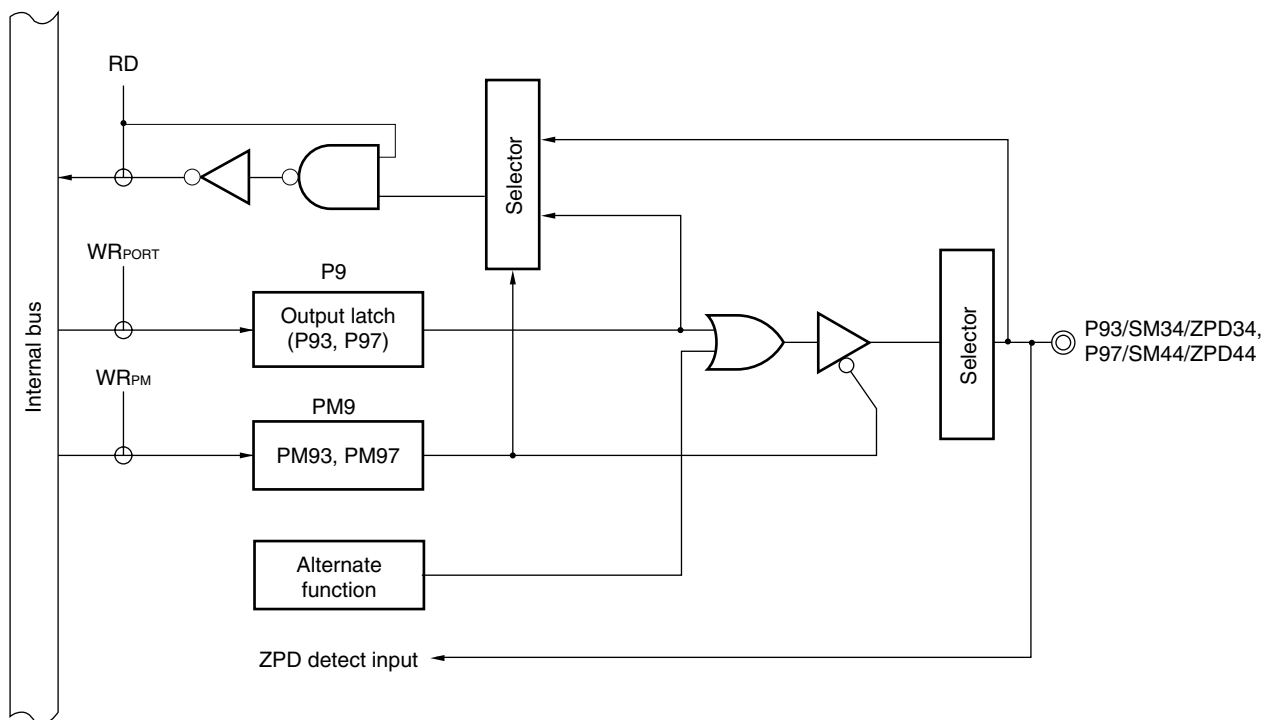 RD
Selector
WRPORT
P9
Output latch
(P93, P97)
Internal bus
Selector
P93/SM34/ZPD34,
P97/SM44/ZPD44
WRPM
PM9
PM93, PM97
Alternate
function
ZPD detect input